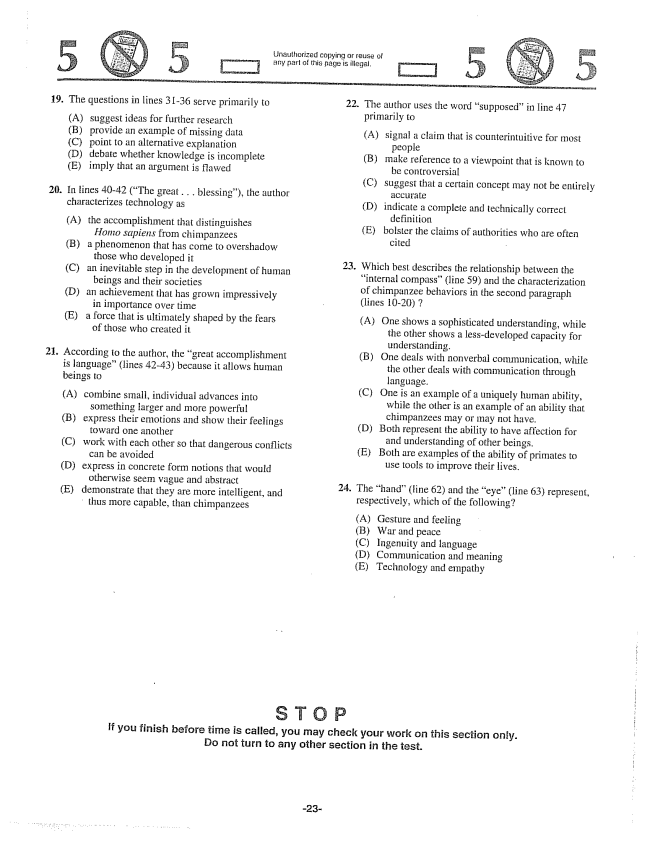 5 5
Unauthorized copying or reuse of
any part of this page is illegal.
5 5
19. The questions in lines 31-36 serve primarily to
(A) suggest ideas for further research
(B) provide an example of missing data
(C) point to an alternative explanation
(D) debate whether knowledge is incomplete
(E) imply that an argument is flawed
20. In lines 40-42 ("The great . . . blessing"), the author
characterizes technology as
(A) the accomplishment that distinguishes
Homo sapiens from chimpanzees
(B) a phenomenon that has come to overshadow
those who developed it
(C) an inevitable step in the development of human
beings and their societies
(D) an achievement that has grown impressively
in importance over time
(E) a force that is ultimately shaped by the fears
of those who created it
21. According to the author, the "great accomplishment
is language" (lines 42-43) because it allows human
beings to
(A) combine small, individual advances into
something larger and more powerful
(B) express their emotions and show their feelings
toward one another
(C) work with each other so that dangerous conflicts
can be avoided
(D) express in concrete form notions that would
otherwise seem vague and abstract
(E) demonstrate that they are more intelligent, and
thus more capable, than chimpanzees
22. The author uses the word "supposed" in line 47
primarily to
(A) signal a claim that is counterintuitive for most
people
(B) make reference to a viewpoint that is known to
be controversial
(C) suggest that a certain concept may not be entirely
accurate
(D) indicate a complete and technically correct
definition
(E) bolster the claims of authorities who are often
cited
23. Which best describes the relationship between the
"internal compass" (line 59) and the characterization
of chimpanzee behaviors in the second paragraph
(lines 10-20) ?
(A) One shows a sophisticated understanding, while
the other shows a less-developed capacity for
understanding.
(B) One deals with nonverbal communication, while
the other deals with communication through
language.
(C) One is an example of a uniquely human ability,
while the other is an example of an ability that
chimpanzees may or may not have.
(D) Both represent the ability to have affection for
and understanding of other beings.
(E) Both are examples of the ability of primates to
use tools to improve their lives.
24. The "hand" (line 62) and the "eye" (line 63) represent,
respectively, which of the following?
(A) Gesture and feeling
(B) War and peace
(C) Ingenuity and language
(D) Communication and meaning
(E) Technology and empathy
STOP
If you finish before time is called, you may check your work on this section only.
Do not turn to any other section in the test.
-23-